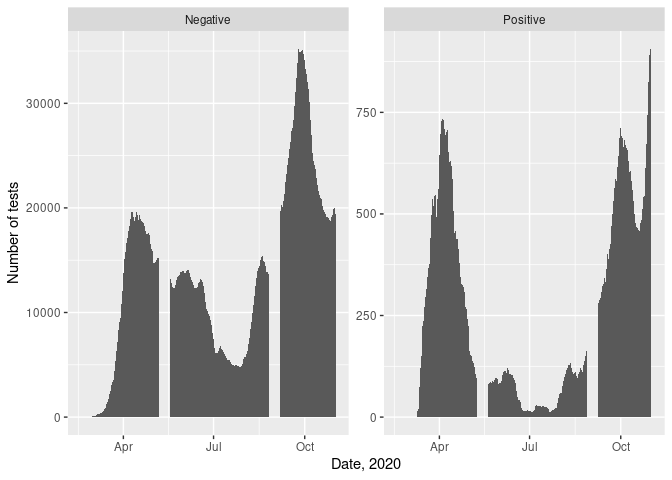 Negative
Positive
Number of tests
30000
20000
10000
0
750
500
250
0
Apr
Jul
Oct
Apr
Jul
Oct
Date, 2020